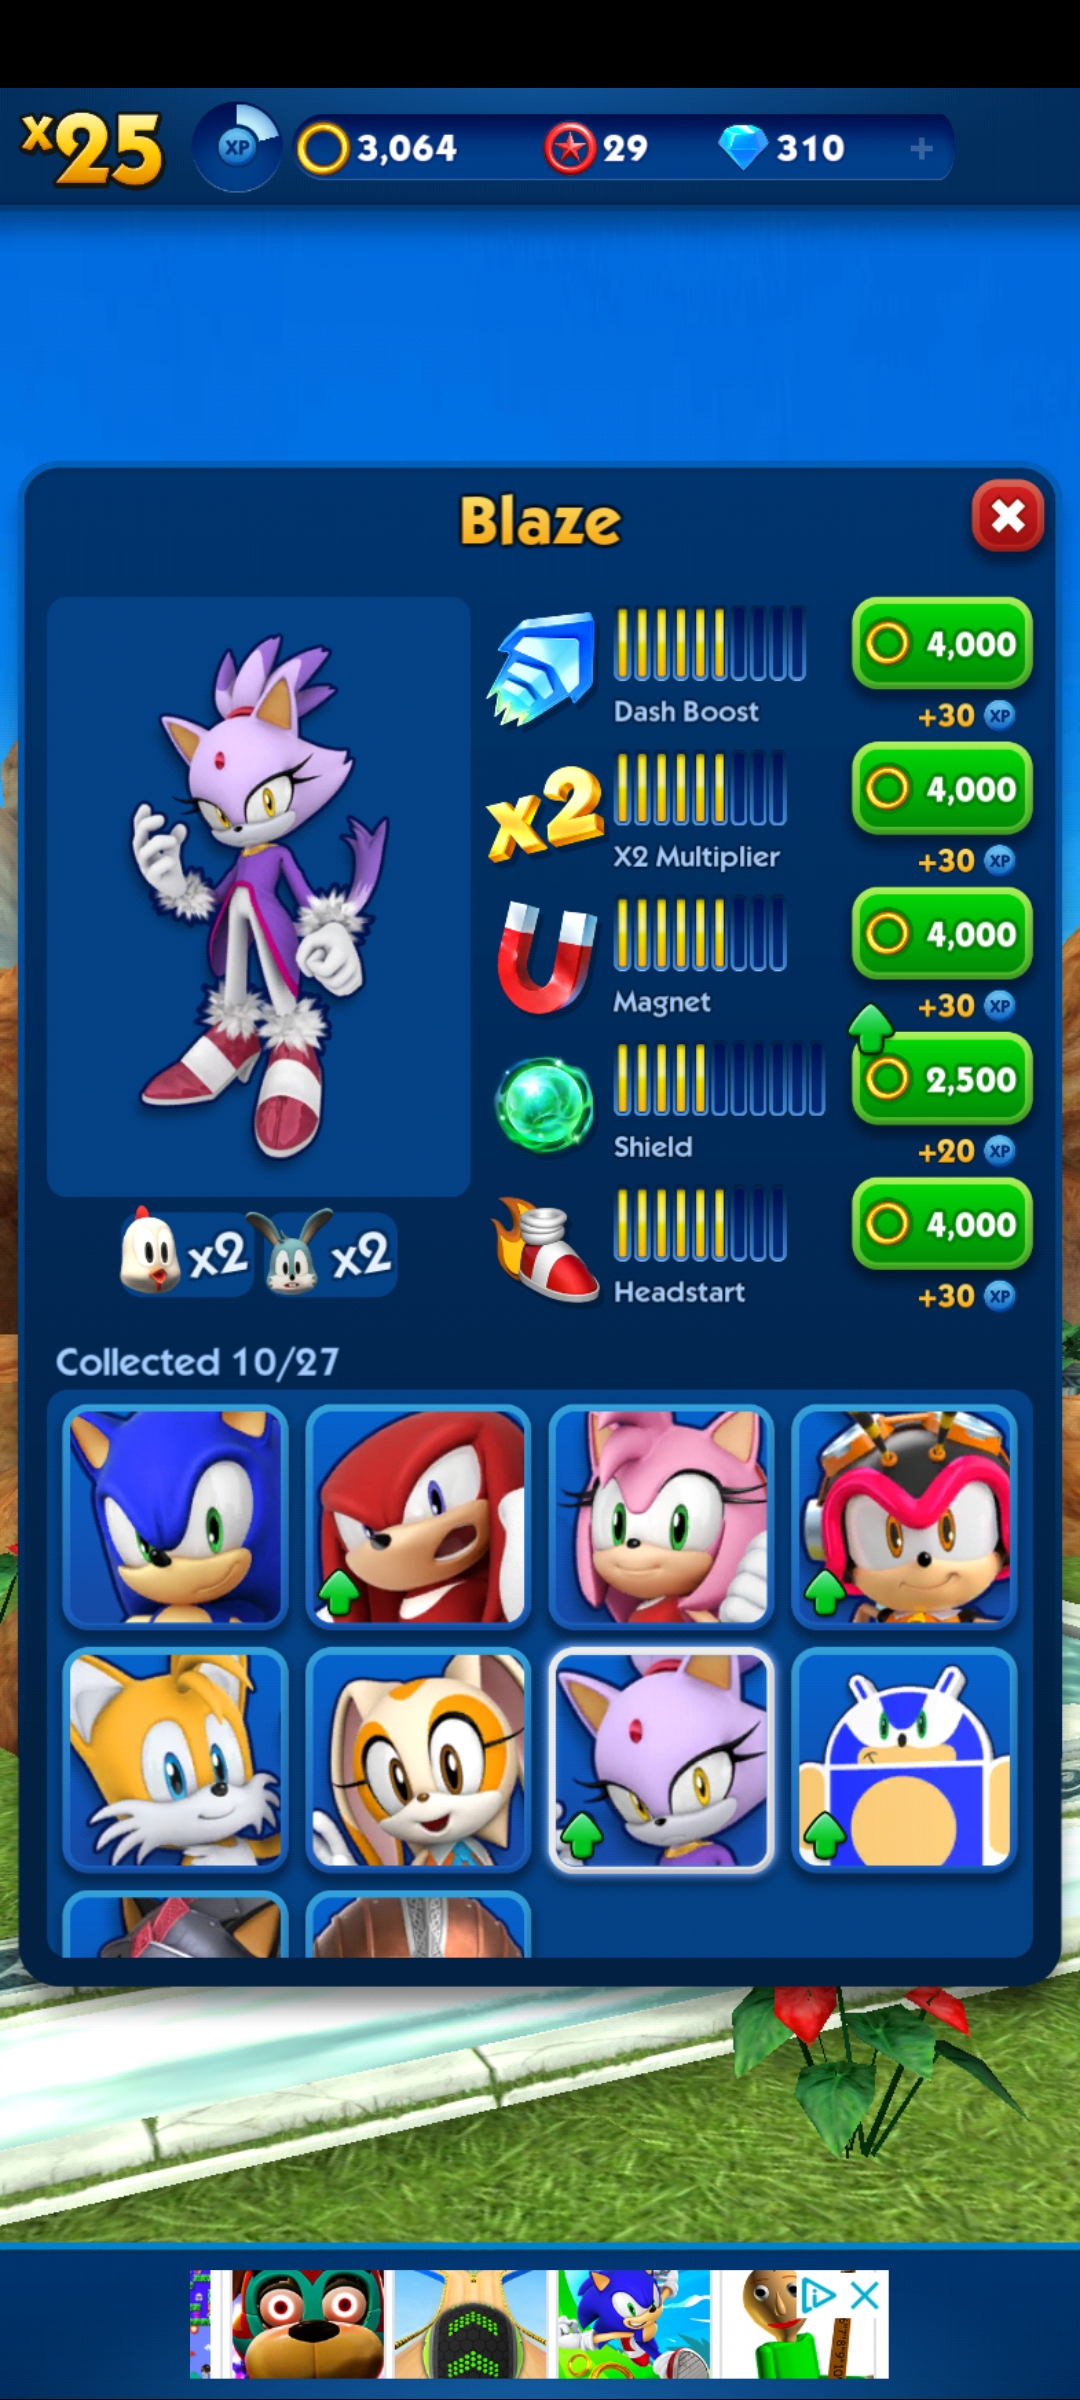 x25 XP 3,064 29 310 +
Blaze
4,000
Dash Boost +30 XP
x2 4,000
X2 Multiplier +30 XP
4,000
Magnet +30 XP
2,500
Shield +20 XP
x2 x2 4,000
Headstart +30 XP
Collected 10/27